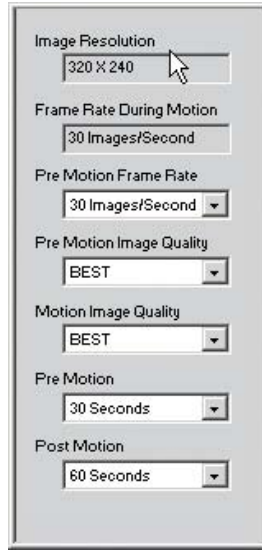 Image Resolution
320 X 240
Frame Rate During Motion
30 Images/Second
Pre Motion Frame Rate
30 Images/Second
Pre Motion Image Quality
BEST
Motion Image Quality
BEST
Pre Motion
30 Seconds
Post Motion
60 Seconds